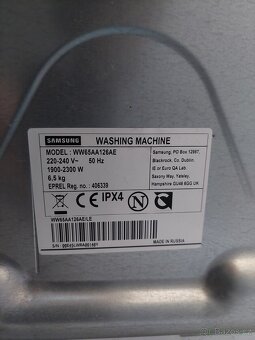 SAMSUNG WASHING MACHINE
MODEL : WW65AA126AE
220-240 V~ 50 Hz
1900-2300 W
6,5 kg
EPREL Reg. no.: 406339
Samsung, PO Box 12987,
Blackrock, Co. Dublin,
IE or Euro QA Lab.
Saxony Way, Yateley,
Hampshire GU46 6GG UK
CE IPX4
WW65AA126AE/LE
S/N
MADE IN RUSSIA